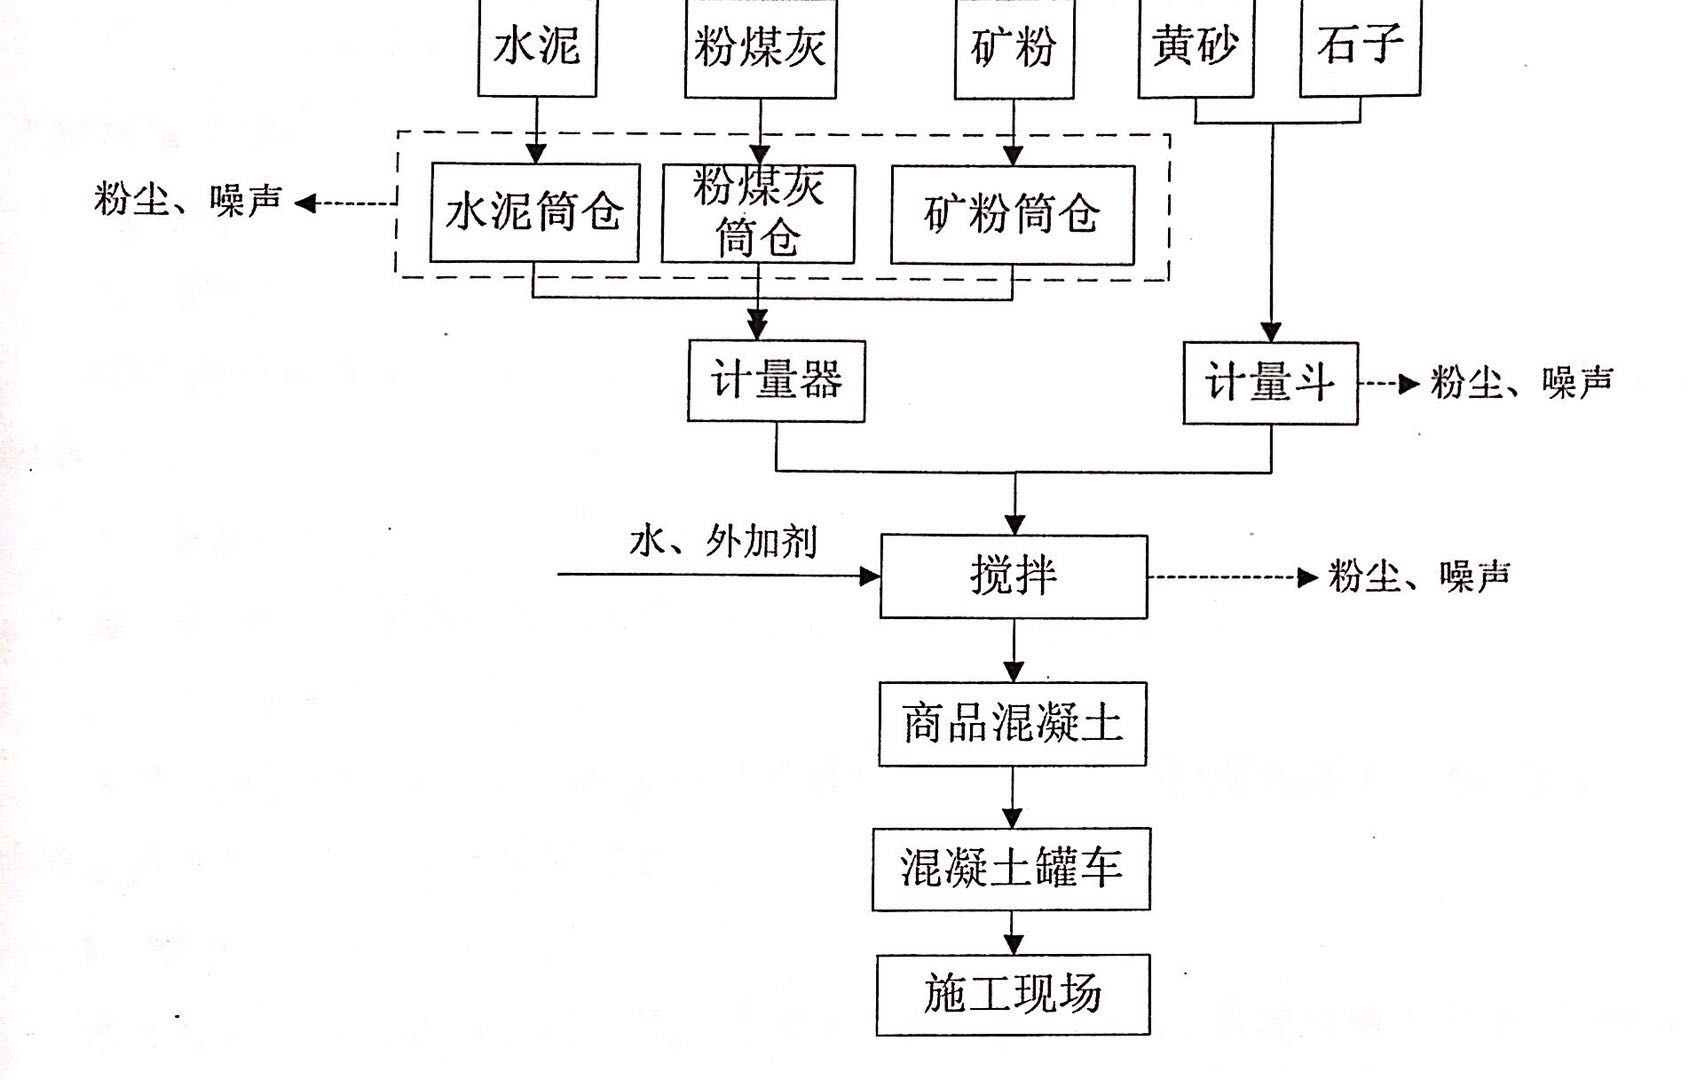 水泥
粉煤灰
矿粉
黄砂
石子
粉尘、噪声
水泥筒仓
粉煤灰
筒仓
矿粉筒仓
计量器
计量斗
粉尘、噪声
水、外加剂
搅拌
粉尘、噪声
商品混凝土
混凝土罐车
施工现场